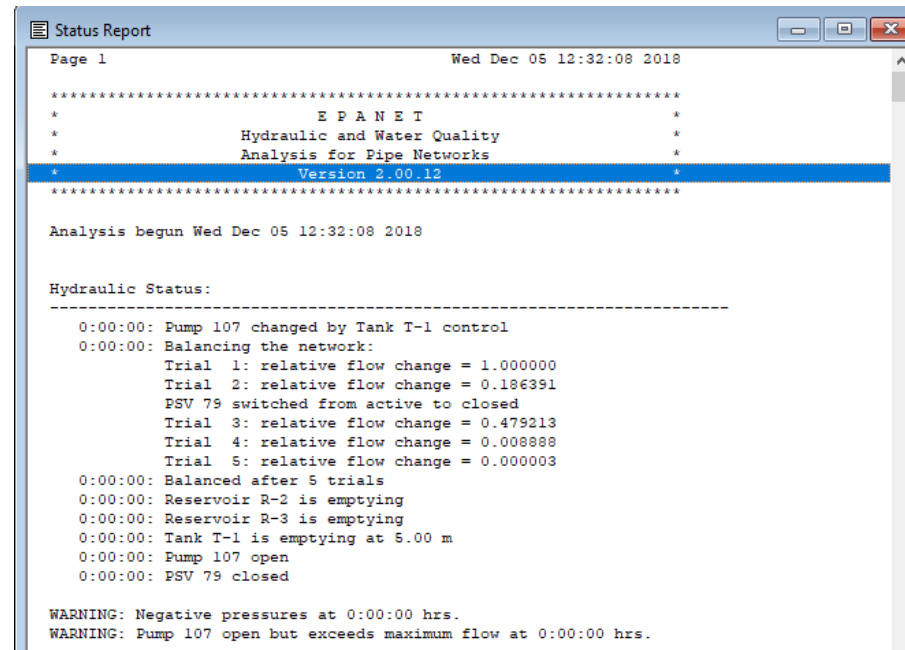 Status Report
Page 1 Wed Dec 05 12:32:08 2018
******************************************************************
* E P A N E T *
* Hydraulic and Water Quality *
* Analysis for Pipe Networks *
* Version 2.00.12 *
******************************************************************
Analysis begun Wed Dec 05 12:32:08 2018
Hydraulic Status:
-----------------------------------------------------------------------
0:00:00: Pump 107 changed by Tank T-1 control
0:00:00: Balancing the network:
Trial 1: relative flow change = 1.000000
Trial 2: relative flow change = 0.186391
PSV 79 switched from active to closed
Trial 3: relative flow change = 0.479213
Trial 4: relative flow change = 0.008888
Trial 5: relative flow change = 0.000003
0:00:00: Balanced after 5 trials
0:00:00: Reservoir R-2 is emptying
0:00:00: Reservoir R-3 is emptying
0:00:00: Tank T-1 is emptying at 5.00 m
0:00:00: Pump 107 open
0:00:00: PSV 79 closed
WARNING: Negative pressures at 0:00:00 hrs.
WARNING: Pump 107 open but exceeds maximum flow at 0:00:00 hrs.